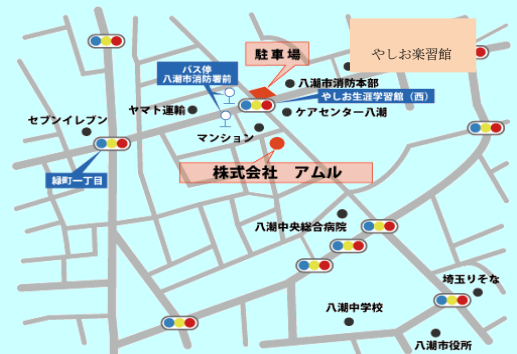 やしお楽習館
駐車場
バス停
八潮市消防署前
八潮市消防本部
やしお生涯学習館（西）
ヤマト運輸
ケアセンター八潮
セブンイレブン
マンション
緑町一丁目
株式会社　アムル
八潮中央総合病院
埼玉りそな
八潮中学校
八潮市役所